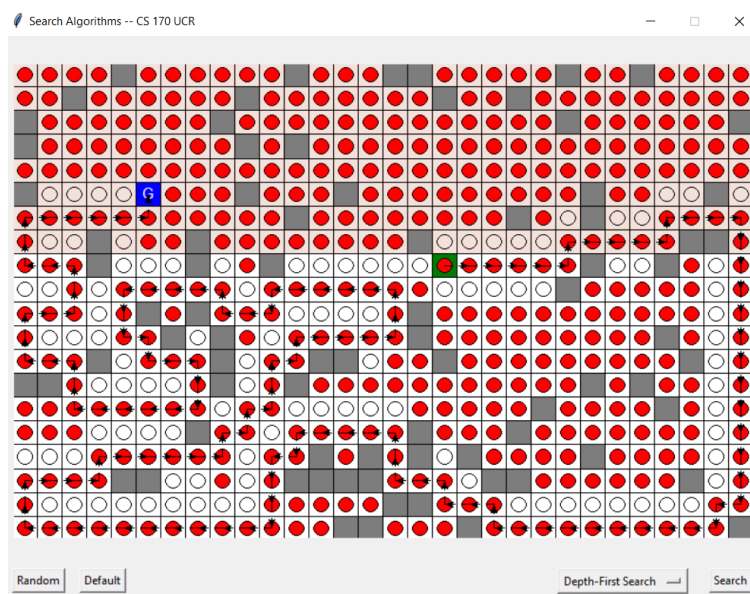 Search Algorithms -- CS 170 UCR
G
Random Default Depth-First Search Search